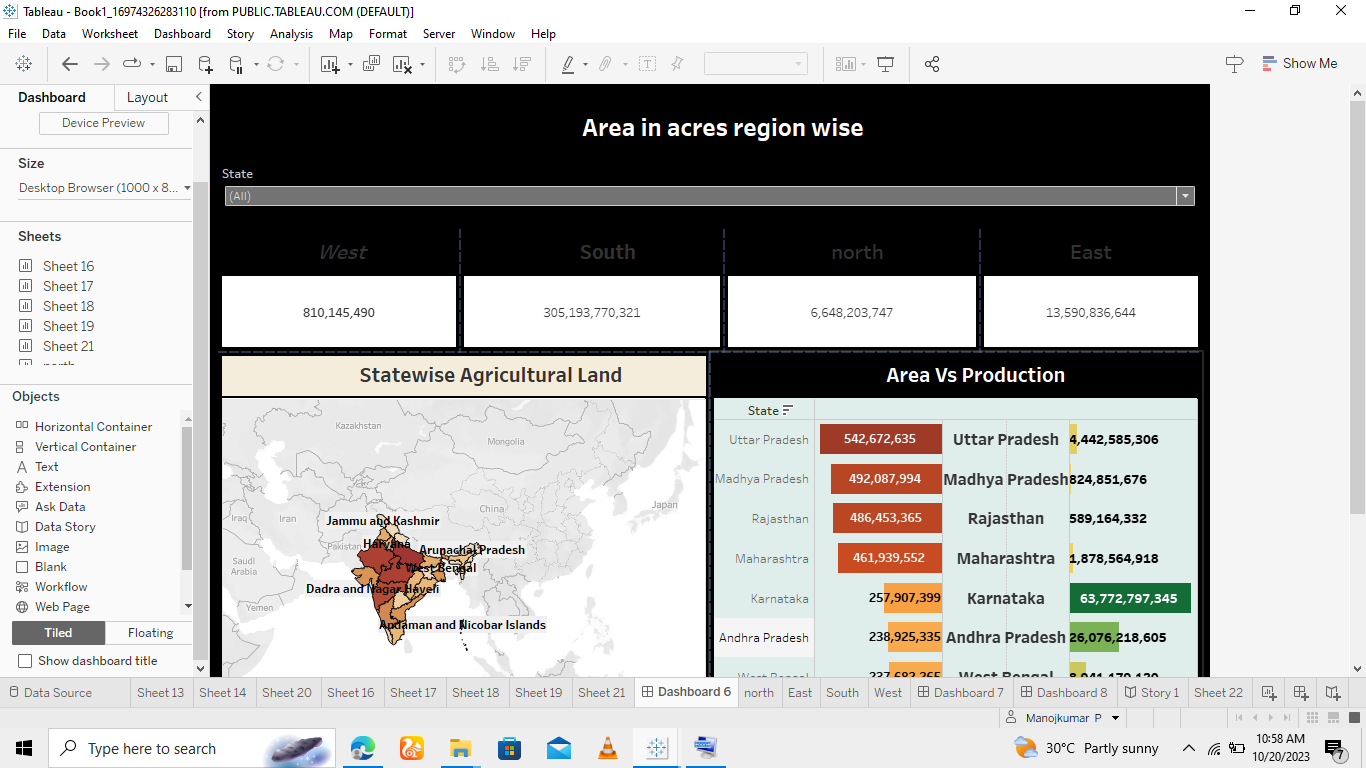 Tableau - Book1_16974326283110 [from PUBLIC.TABLEAU.COM (DEFAULT)]
File Data Worksheet Dashboard Story Analysis Map Format Server Window Help
Show Me
Dashboard Layout
Device Preview
Size
Desktop Browser (1000 x 8...
Sheets
Sheet 16
Sheet 17
Sheet 18
Sheet 19
Sheet 21
north
Objects
Horizontal Container
Vertical Container
Text
Extension
Ask Data
Data Story
Image
Blank
Workflow
Web Page
Tiled Floating
Show dashboard title
Area in acres region wise
State
(All)
West South north East
810,145,490 305,193,770,321 6,648,203,747 13,590,836,644
Statewise Agricultural Land
Kazakhstan
Mongolia
China
Japan
Iraq
Iran
Pakistan
Saudi
Arabia
Yemen
Jammu and Kashmir
Haryana
Arunachal Pradesh
West Bengal
Dadra and Nagar Haveli
Andaman and Nicobar Islands
Area Vs Production
State
Uttar Pradesh 542,672,635 Uttar Pradesh 4,442,585,306
Madhya Pradesh 492,087,994 Madhya Pradesh 824,851,676
Rajasthan 486,453,365 Rajasthan 589,164,332
Maharashtra 461,939,552 Maharashtra 1,878,564,918
Karnataka 257,907,399 Karnataka 63,772,797,345
Andhra Pradesh 238,925,335 Andhra Pradesh 26,076,218,605
West Bengal 237,682,265 West Bengal
Data Source Sheet 13 Sheet 14 Sheet 20 Sheet 16 Sheet 17 Sheet 18 Sheet 19 Sheet 21 Dashboard 6 north East South West Dashboard 7 Dashboard 8 Story 1 Sheet 22
Manojkumar P
Type here to search
30°C Partly sunny
10:58 AM
10/20/2023
7